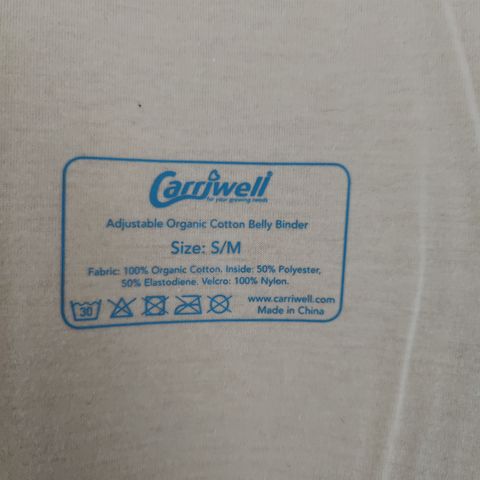 Carriwell
for your growing needs
Adjustable Organic Cotton Belly Binder
Size: S/M
Fabric: 100% Organic Cotton. Inside: 50% Polyester,
50% Elastodiene. Velcro: 100% Nylon.
30
www.carriwell.com
Made in China